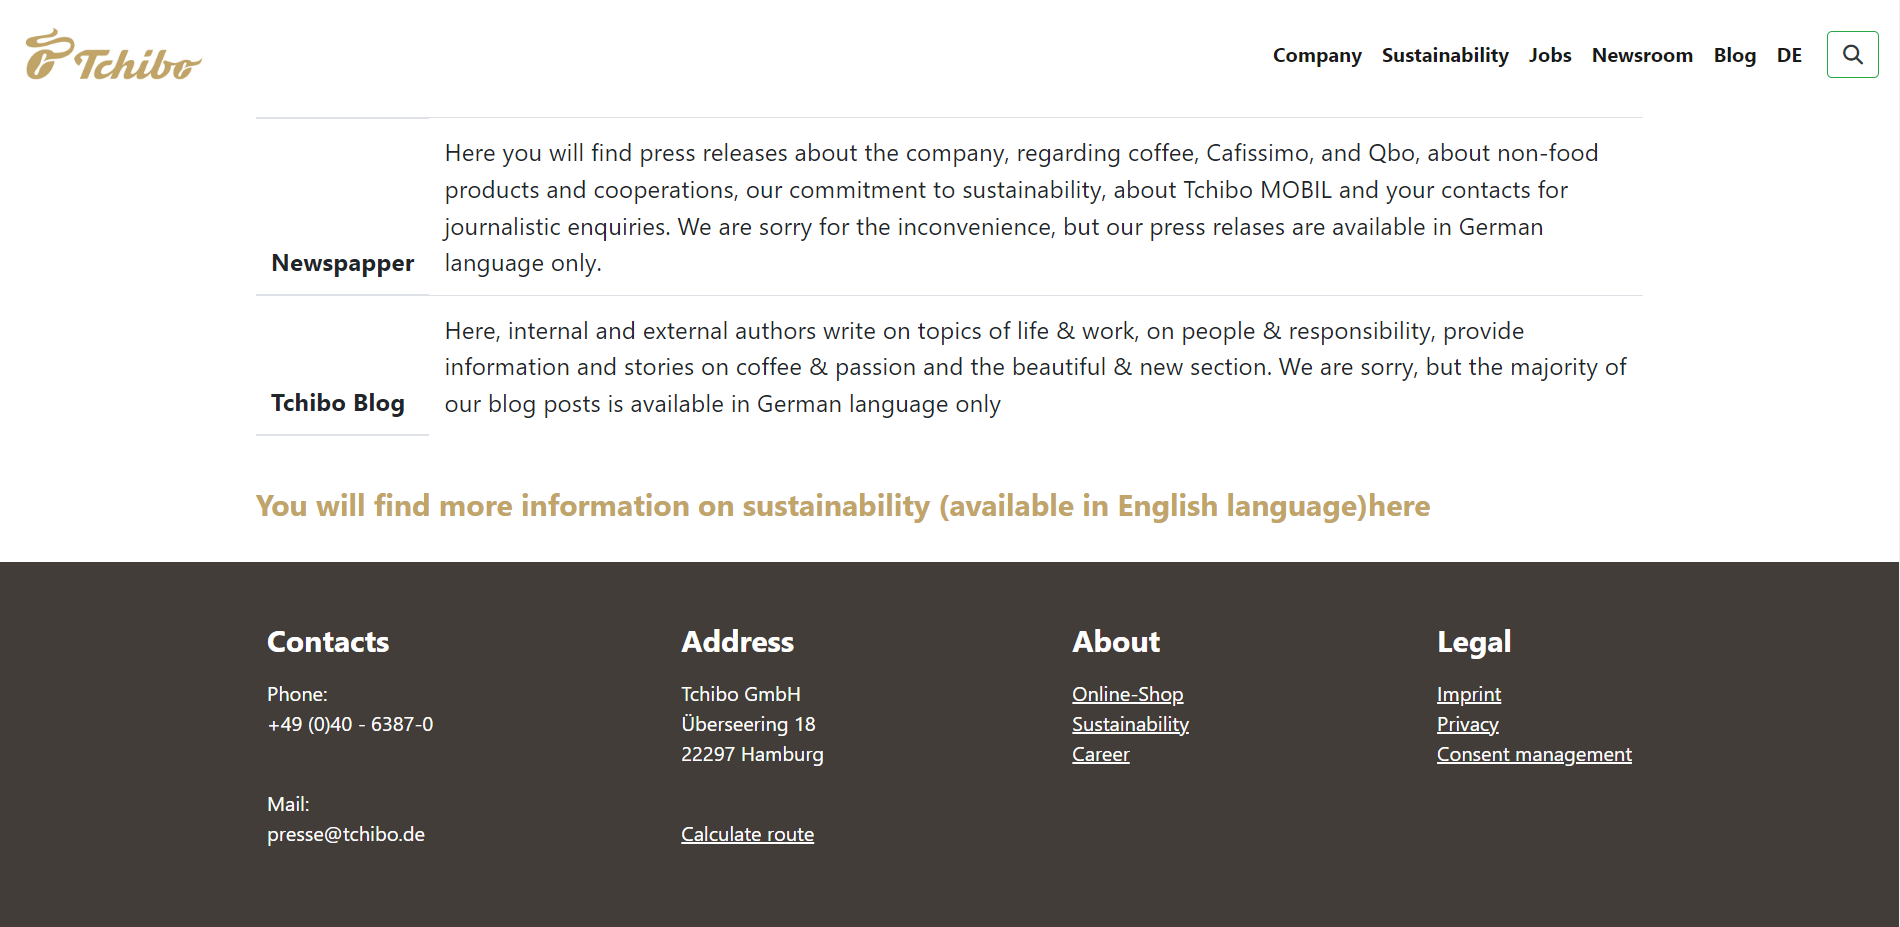 Tchibo
Company Sustainability Jobs Newsroom Blog DE
Here you will find press releases about the company, regarding coffee, Cafissimo, and Qbo, about non-food
products and cooperations, our commitment to sustainability, about Tchibo MOBIL and your contacts for
journalistic enquiries. We are sorry for the inconvenience, but our press relases are available in German
Newspapper language only.
Here, internal and external authors write on topics of life & work, on people & responsibility, provide
information and stories on coffee & passion and the beautiful & new section. We are sorry, but the majority of
Tchibo Blog our blog posts is available in German language only
You will find more information on sustainability (available in English language)here
Contacts
Phone:
+49 (0)40 - 6387-0
Mail:
presse@tchibo.de
Address
Tchibo GmbH
Überseering 18
22297 Hamburg
Calculate route
About
Online-Shop
Sustainability
Career
Legal
Imprint
Privacy
Consent management